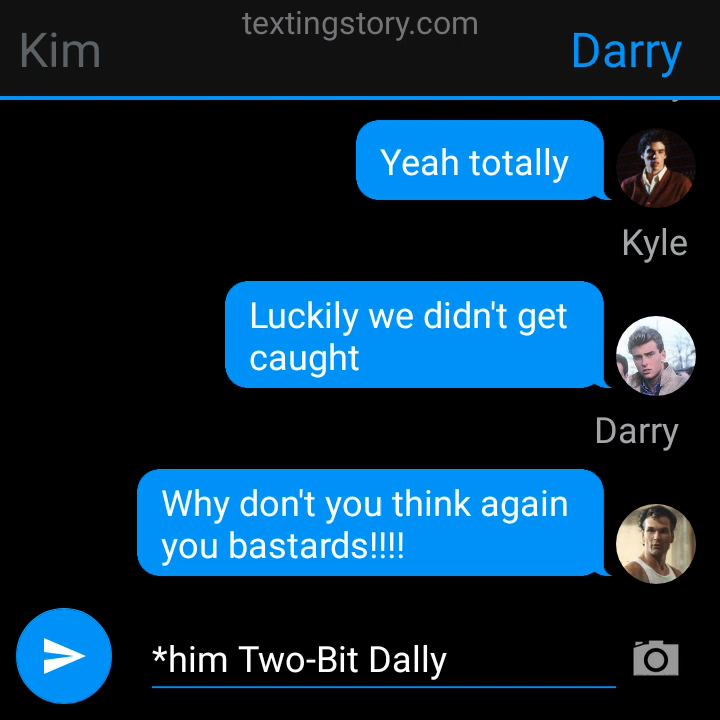 textingstory.com
Kim
Darry
Yeah totally
Kyle
Luckily we didn't get
caught
Darry
Why don't you think again
you bastards!!!!
*him Two-Bit Dally